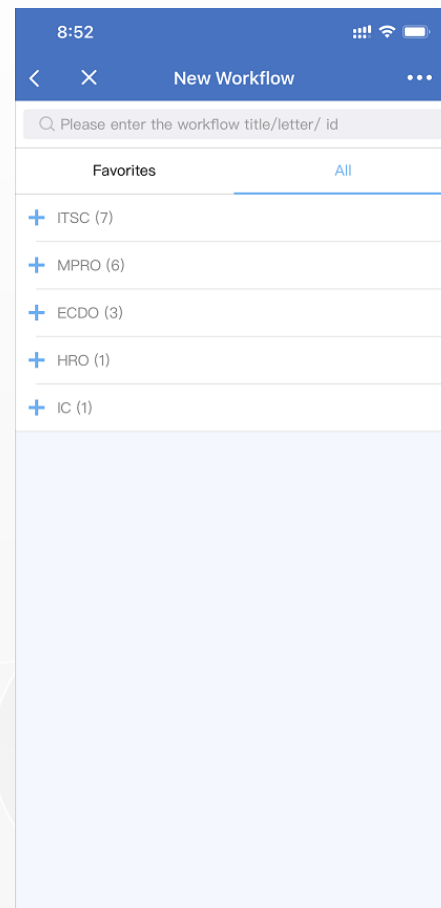 8:52
New Workflow
Please enter the workflow title/letter/ id
Favorites All
ITSC (7)
MPRO (6)
ECDO (3)
HRO (1)
IC (1)